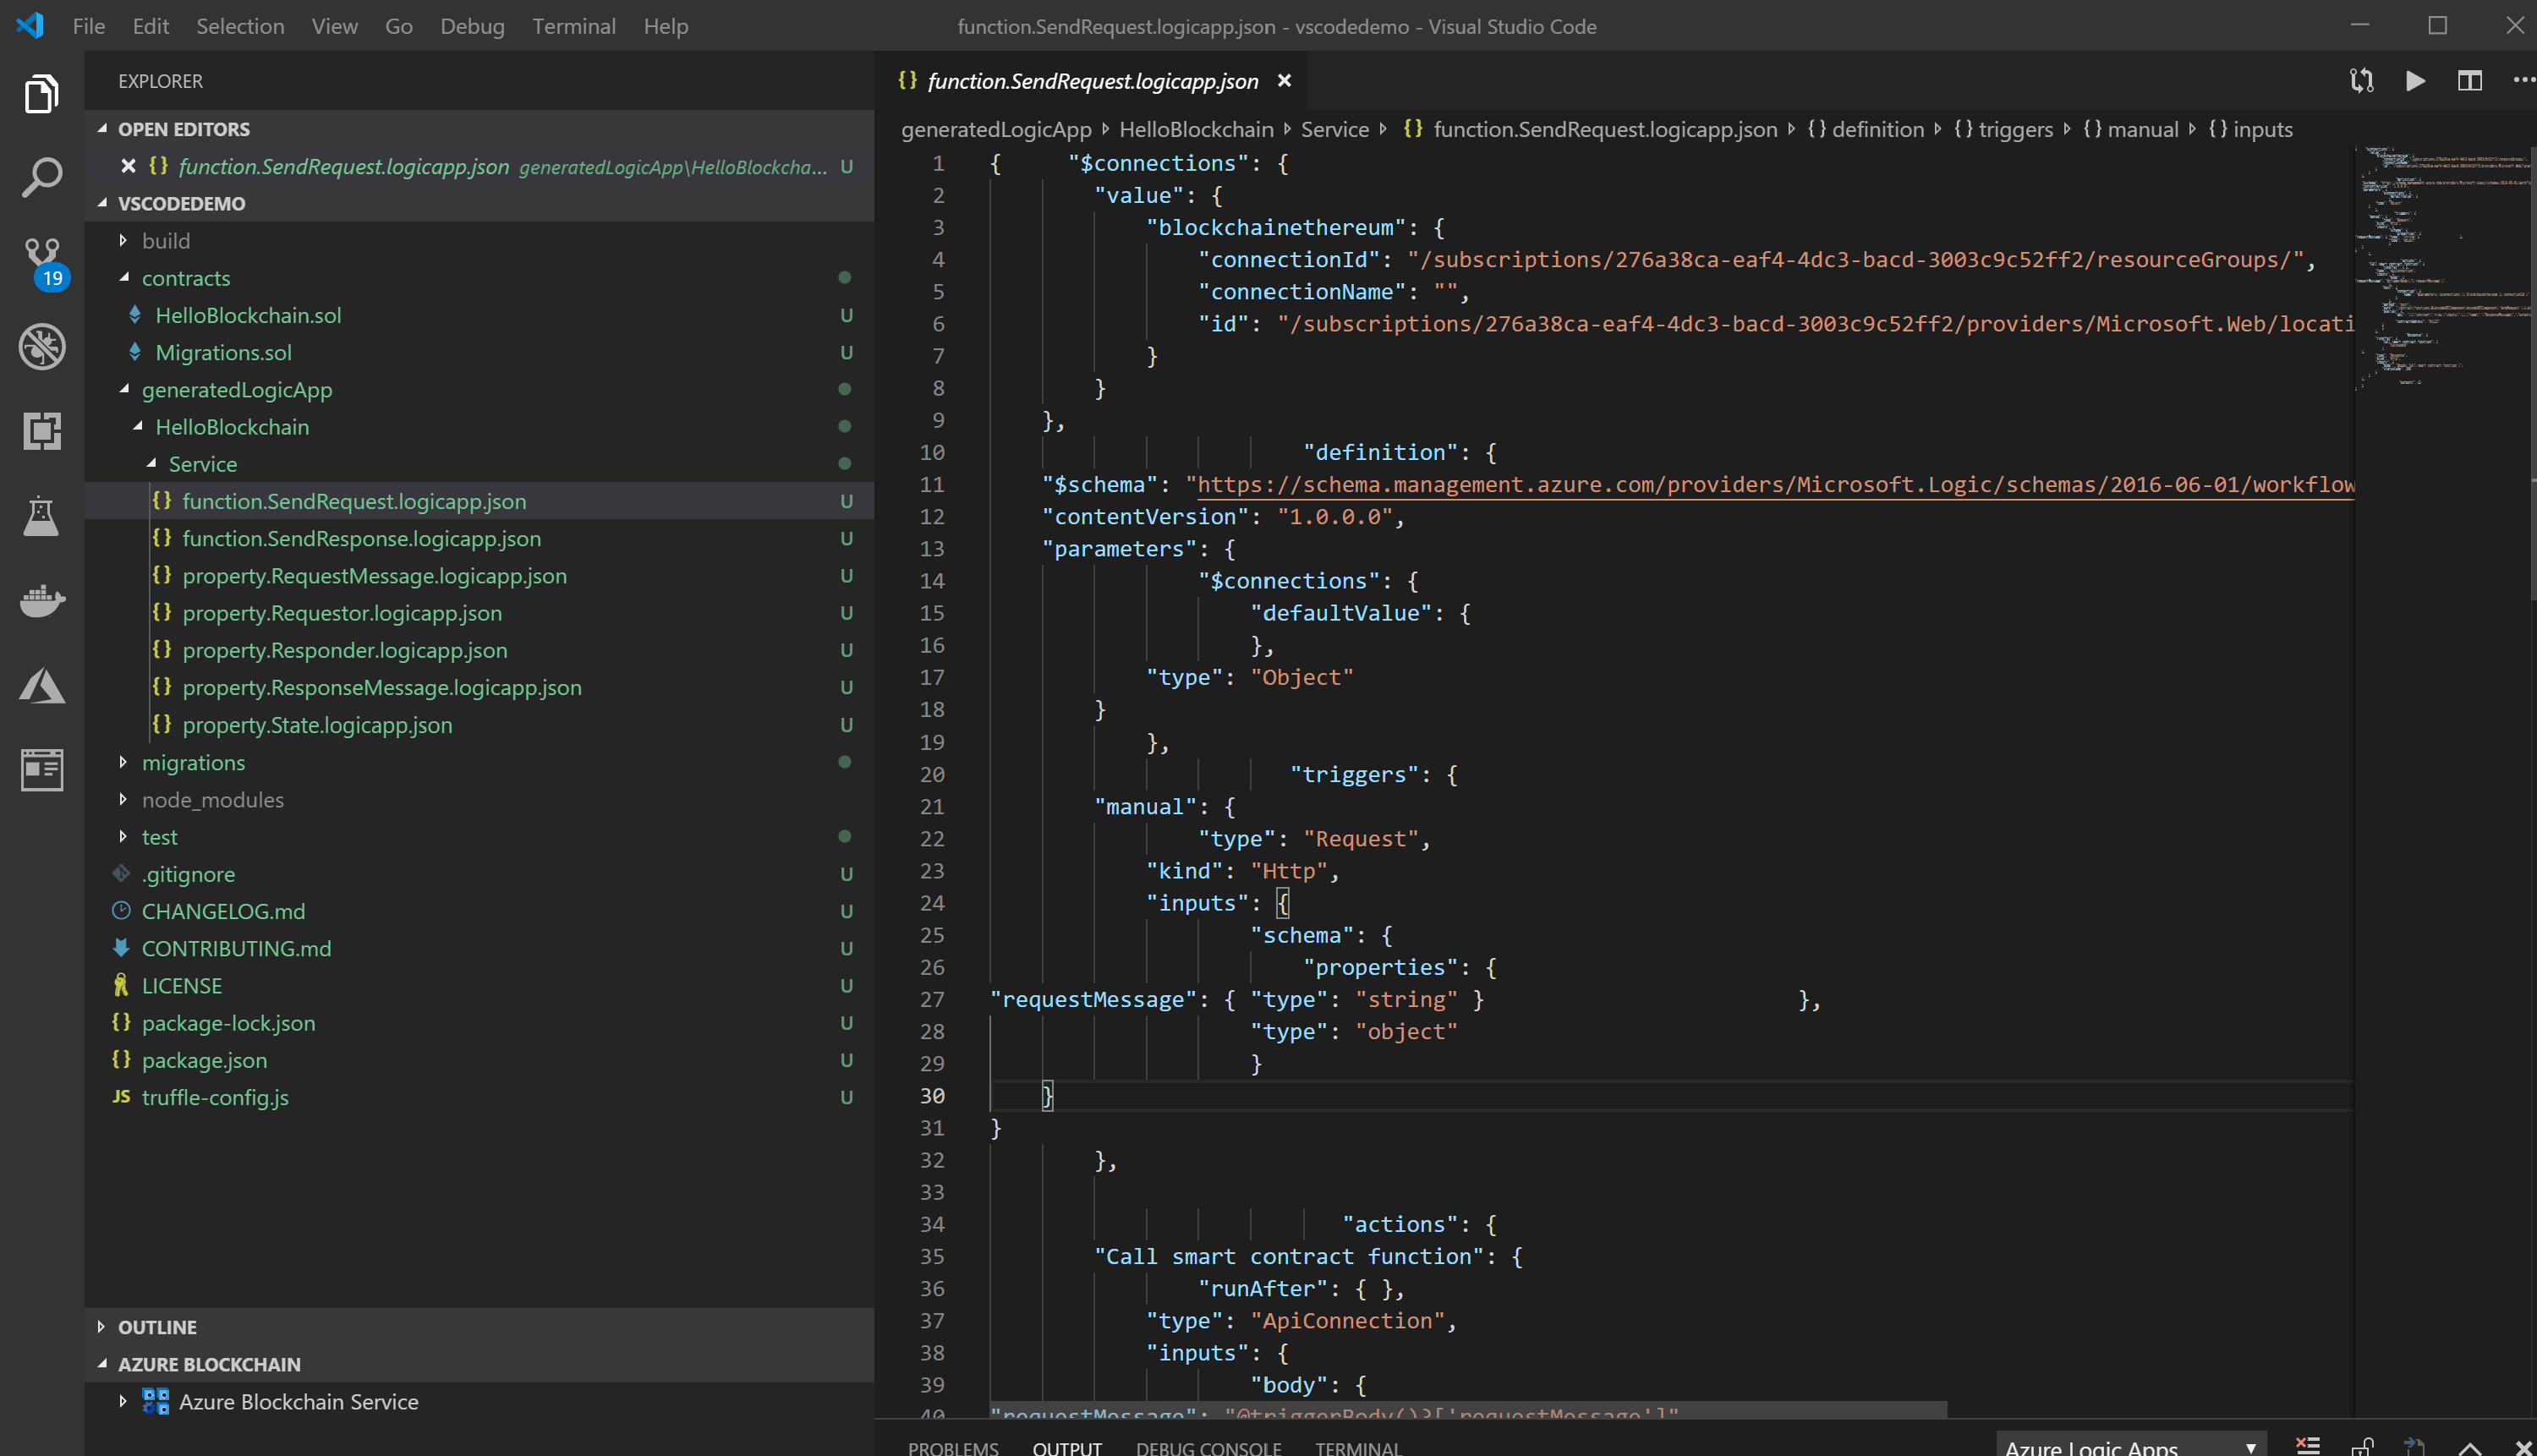 File Edit Selection View Go Debug Terminal Help
function.SendRequest.logicapp.json - vscodedemo - Visual Studio Code
EXPLORER
OPEN EDITORS
{} function.SendRequest.logicapp.json generatedLogicApp\HelloBlockcha... U
VSCODEDEMO
build
contracts
HelloBlockchain.sol U
Migrations.sol U
generatedLogicApp
HelloBlockchain
Service
{} function.SendRequest.logicapp.json U
{} function.SendResponse.logicapp.json U
{} property.RequestMessage.logicapp.json U
{} property.Requestor.logicapp.json U
{} property.Responder.logicapp.json U
{} property.ResponseMessage.logicapp.json U
{} property.State.logicapp.json U
migrations
node_modules
test
.gitignore U
CHANGELOG.md U
CONTRIBUTING.md U
LICENSE U
{} package-lock.json U
{} package.json U
JS truffle-config.js U
OUTLINE
AZURE BLOCKCHAIN
Azure Blockchain Service
19
{} function.SendRequest.logicapp.json
generatedLogicApp HelloBlockchain Service {} function.SendRequest.logicapp.json {} definition {} triggers {} manual {} inputs
1 { "$connections": {
2 "value": {
3 "blockchainethereum": {
4 "connectionId": "/subscriptions/276a38ca-eaf4-4dc3-bacd-3003c9c52ff2/resourceGroups/",
5 "connectionName": "",
6 "id": "/subscriptions/276a38ca-eaf4-4dc3-bacd-3003c9c52ff2/providers/Microsoft.Web/locati
7 }
8 }
9 },
10 "definition": {
11 "$schema": "https://schema.management.azure.com/providers/Microsoft.Logic/schemas/2016-06-01/workflow
12 "contentVersion": "1.0.0.0",
13 "parameters": {
14 "$connections": {
15 "defaultValue": {
16 },
17 "type": "Object"
18 }
19 },
20 "triggers": {
21 "manual": {
22 "type": "Request",
23 "kind": "Http",
24 "inputs": {
25 "schema": {
26 "properties": {
27 "requestMessage": { "type": "string" } },
28 "type": "object"
29 }
30 }
31 }
32 },
33
34 "actions": {
35 "Call smart contract function": {
36 "runAfter": { },
37 "type": "ApiConnection",
38 "inputs": {
39 "body": {
40 "requestMessage": "@triggerBody()?['requestMessage']"
PROBLEMS OUTPUT DEBUG CONSOLE TERMINAL
Azure Logic Apps